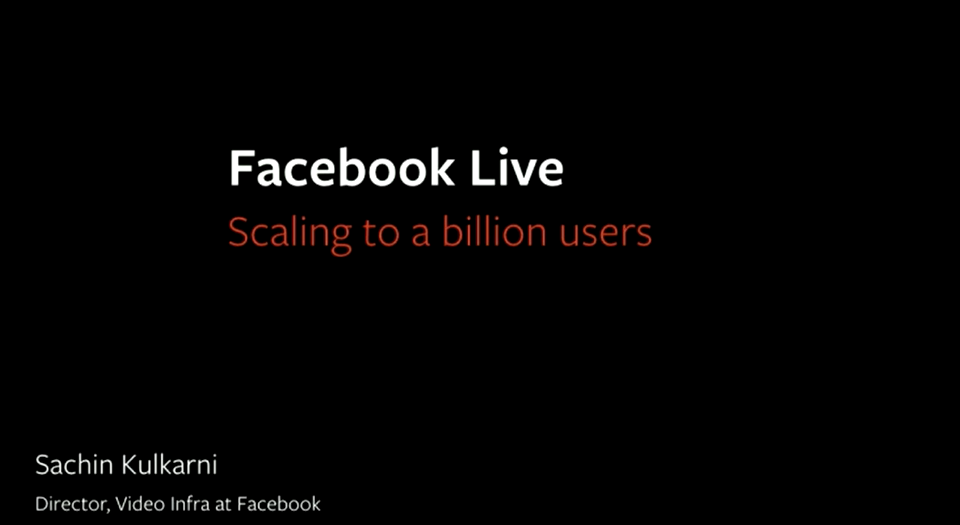 Facebook Live
Scaling to a billion users
Sachin Kulkarni
Director, Video Infra at Facebook